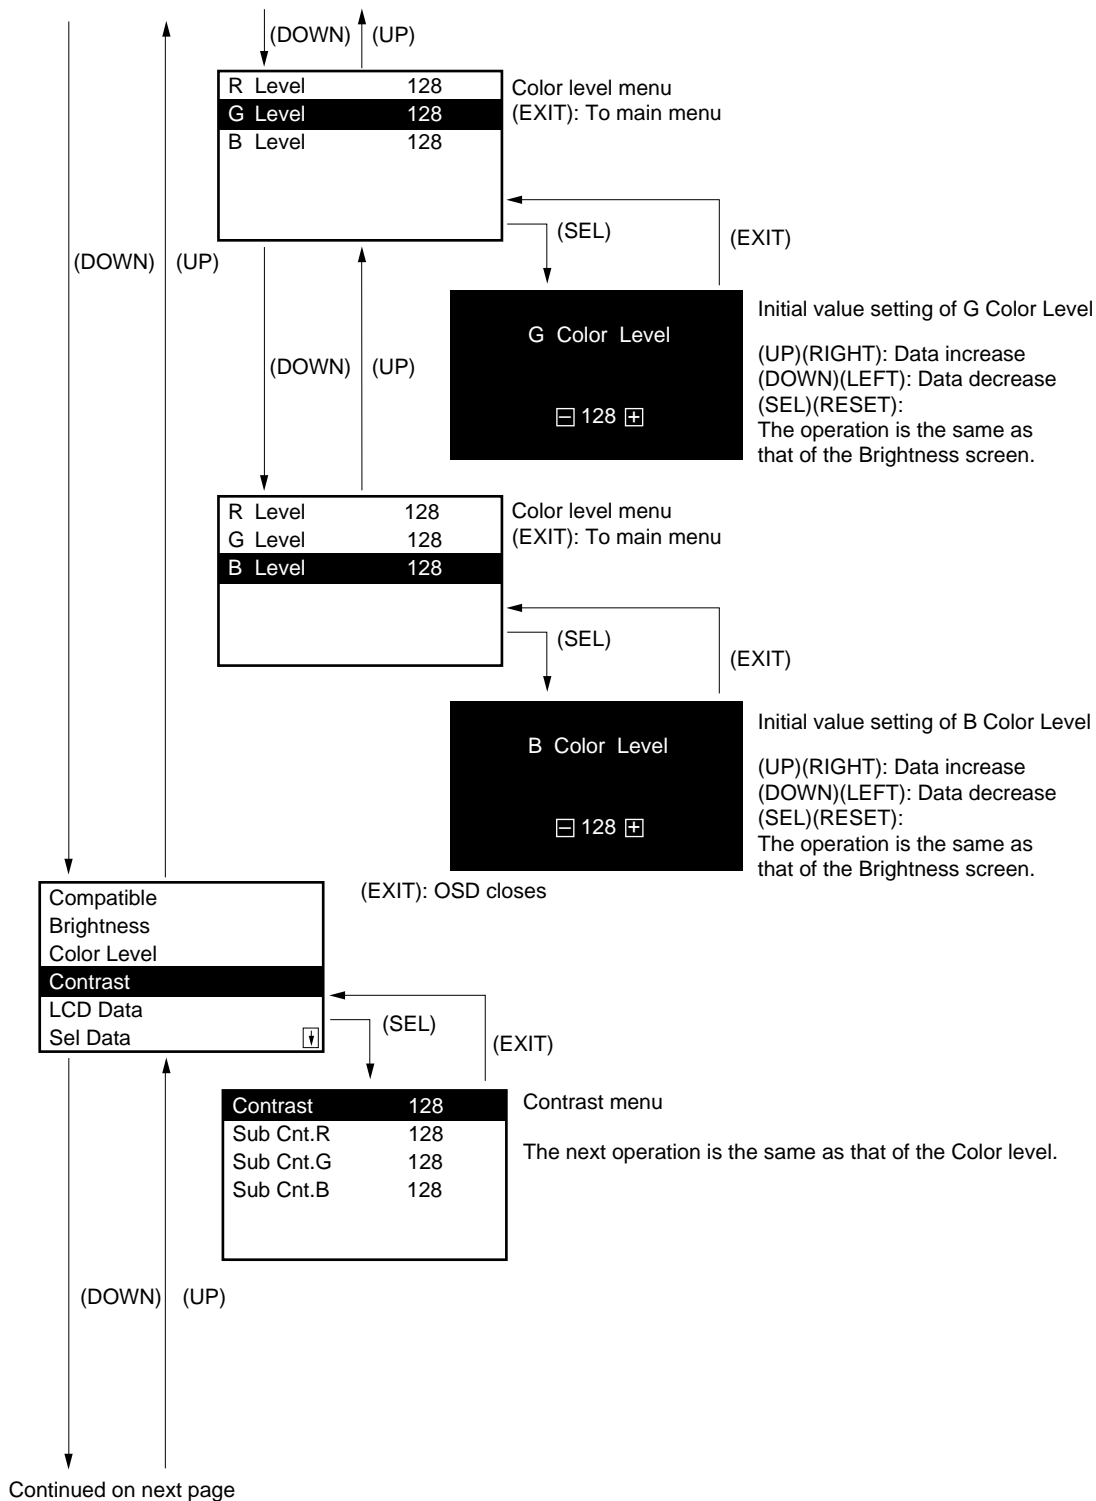 (DOWN) (UP)
R Level 128
G Level 128
B Level 128
Color level menu
(EXIT): To main menu
(SEL)
(EXIT)
(DOWN) (UP)
G Color Level
128
Initial value setting of G Color Level
(UP)(RIGHT): Data increase
(DOWN)(LEFT): Data decrease
(SEL)(RESET):
The operation is the same as
that of the Brightness screen.
(DOWN) (UP)
R Level 128
G Level 128
B Level 128
Color level menu
(EXIT): To main menu
(SEL)
(EXIT)
B Color Level
128
Initial value setting of B Color Level
(UP)(RIGHT): Data increase
(DOWN)(LEFT): Data decrease
(SEL)(RESET):
The operation is the same as
that of the Brightness screen.
(EXIT): OSD closes
Compatible
Brightness
Color Level
Contrast
LCD Data
Sel Data
(SEL)
(EXIT)
Contrast 128
Sub Cnt.R 128
Sub Cnt.G 128
Sub Cnt.B 128
Contrast menu
The next operation is the same as that of the Color level.
(DOWN) (UP)
Continued on next page